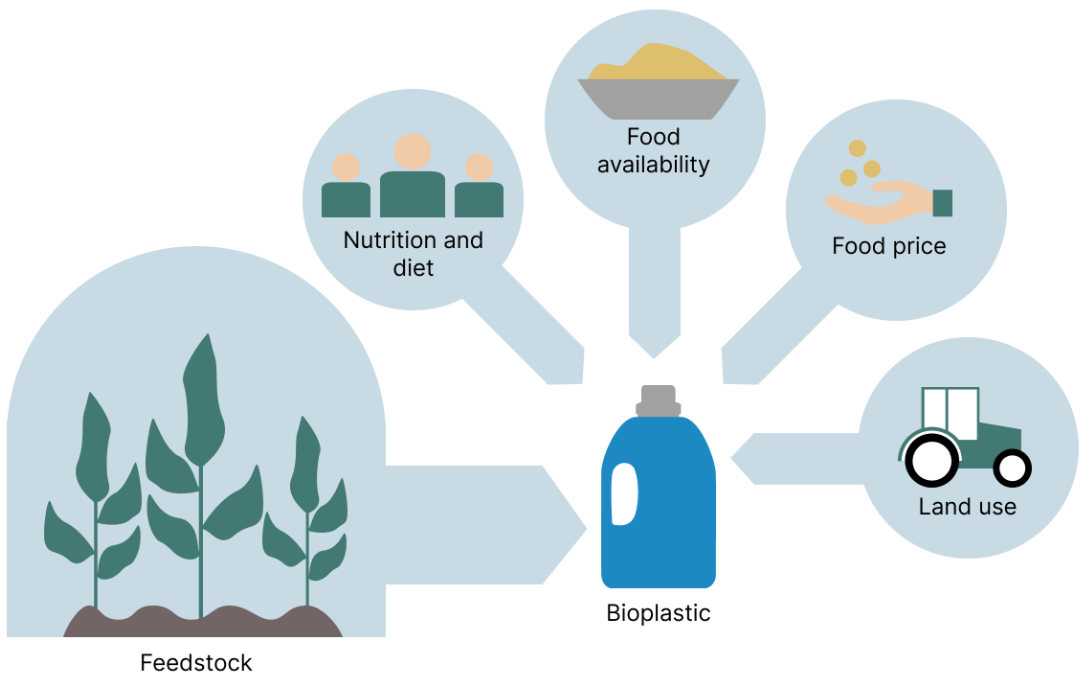 Food
availability
Nutrition and
diet
Food price
Land use
Bioplastic
Feedstock